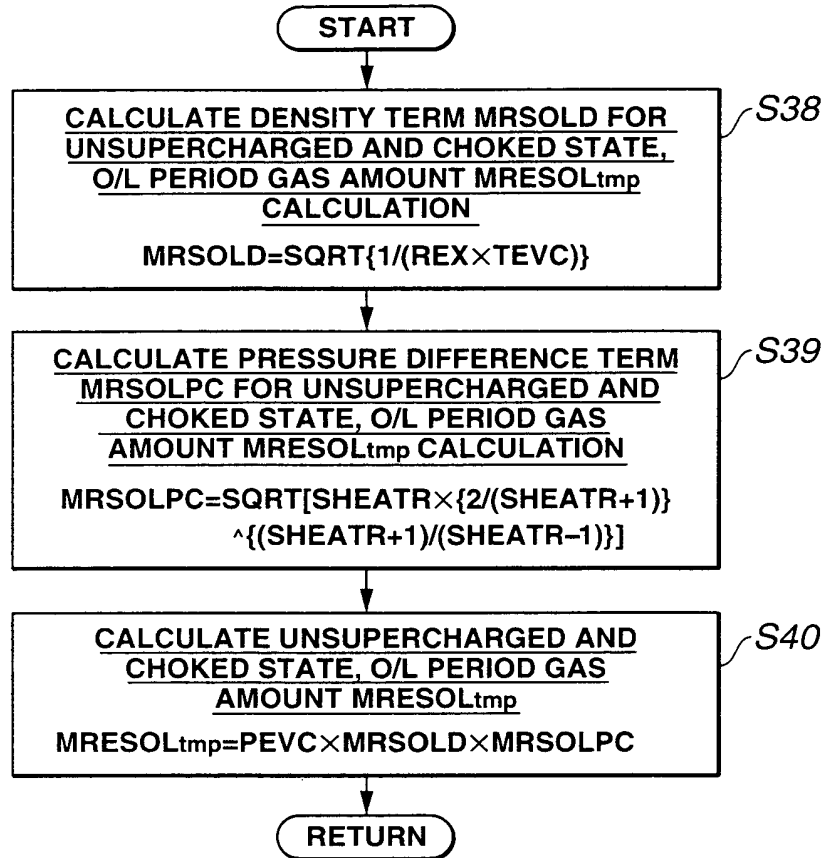 START
CALCULATE DENSITY TERM MRSOLD FOR
UNSUPERCHARGED AND CHOKED STATE,
O/L PERIOD GAS AMOUNT MRESOLtmp
CALCULATION
MRSOLD=SQRT{1/(REX×TEVC)}
S38
CALCULATE PRESSURE DIFFERENCE TERM
MRSOLPC FOR UNSUPERCHARGED AND
CHOKED STATE, O/L PERIOD GAS
AMOUNT MRESOLtmp CALCULATION
MRSOLPC=SQRT[SHEATR×{2/(SHEATR+1)}
^{(SHEATR+1)/(SHEATR–1)}]
S39
CALCULATE UNSUPERCHARGED AND
CHOKED STATE, O/L PERIOD GAS
AMOUNT MRESOLtmp
MRESOLtmp=PEVC×MRSOLD×MRSOLPC
S40
RETURN